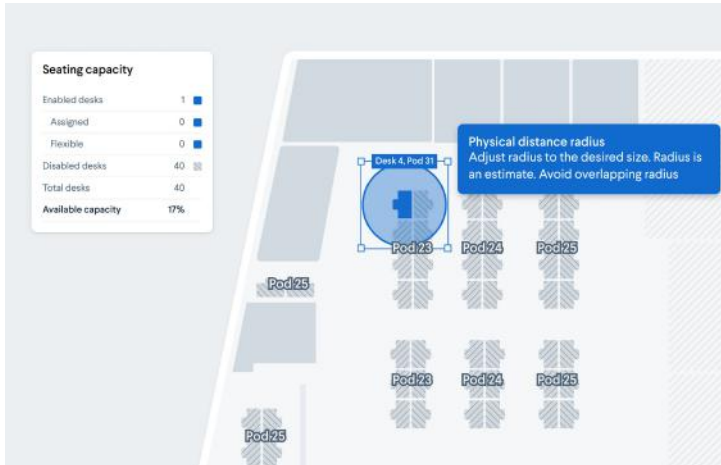 Seating capacity
Enabled desks 1
Assigned 0
Flexible 0
Disabled desks 40
Total desks 40
Available capacity 17%
Physical distance radius
Adjust radius to the desired size. Radius is
an estimate. Avoid overlapping radius
Desk 4, Pod 31
Pod 23 Pod 24 Pod 25
Pod 25
Pod 23 Pod 24 Pod 25
Pod 25